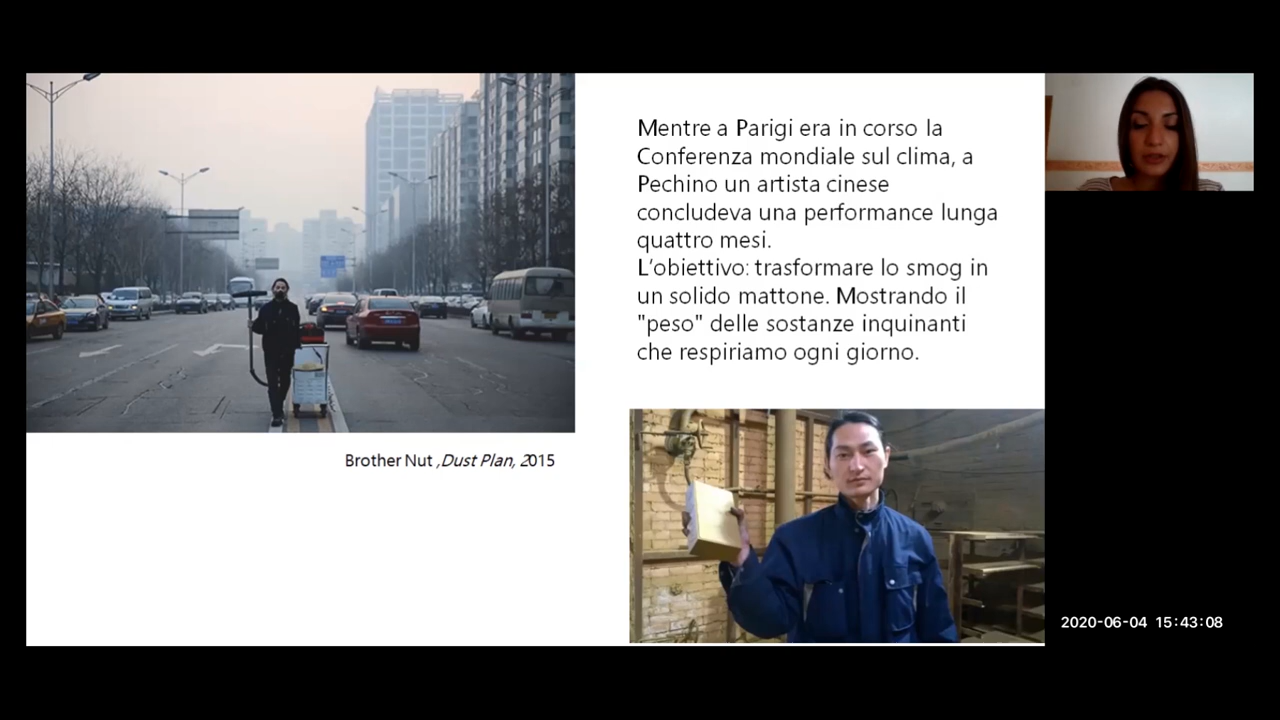 Mentre a Parigi era in corso la
Conferenza mondiale sul clima, a
Pechino un artista cinese
concludeva una performance lunga
quattro mesi.
L'obiettivo: trasformare lo smog in
un solido mattone. Mostrando il
"peso" delle sostanze inquinanti
che respiriamo ogni giorno.
Brother Nut ,Dust Plan, 2015
2020-06-04 15:43:08